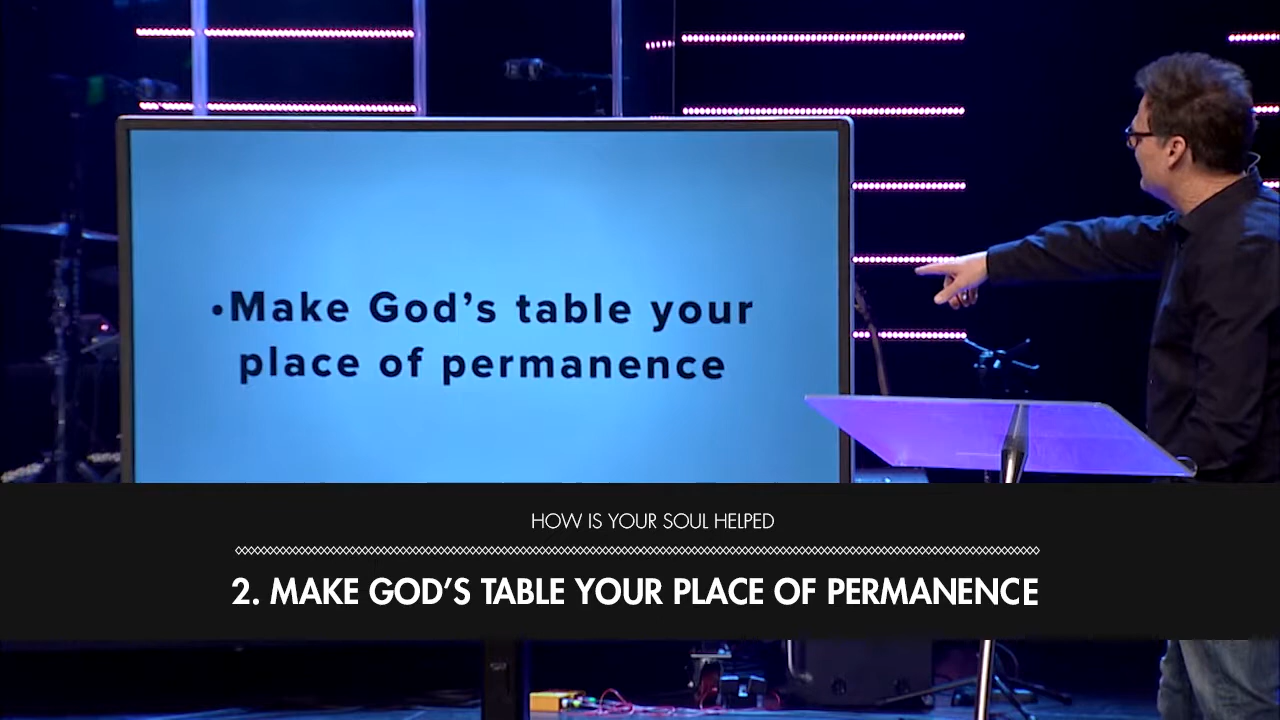 •Make God’s table your
place of permanence
HOW IS YOUR SOUL HELPED
2. MAKE GOD’S TABLE YOUR PLACE OF PERMANENCE